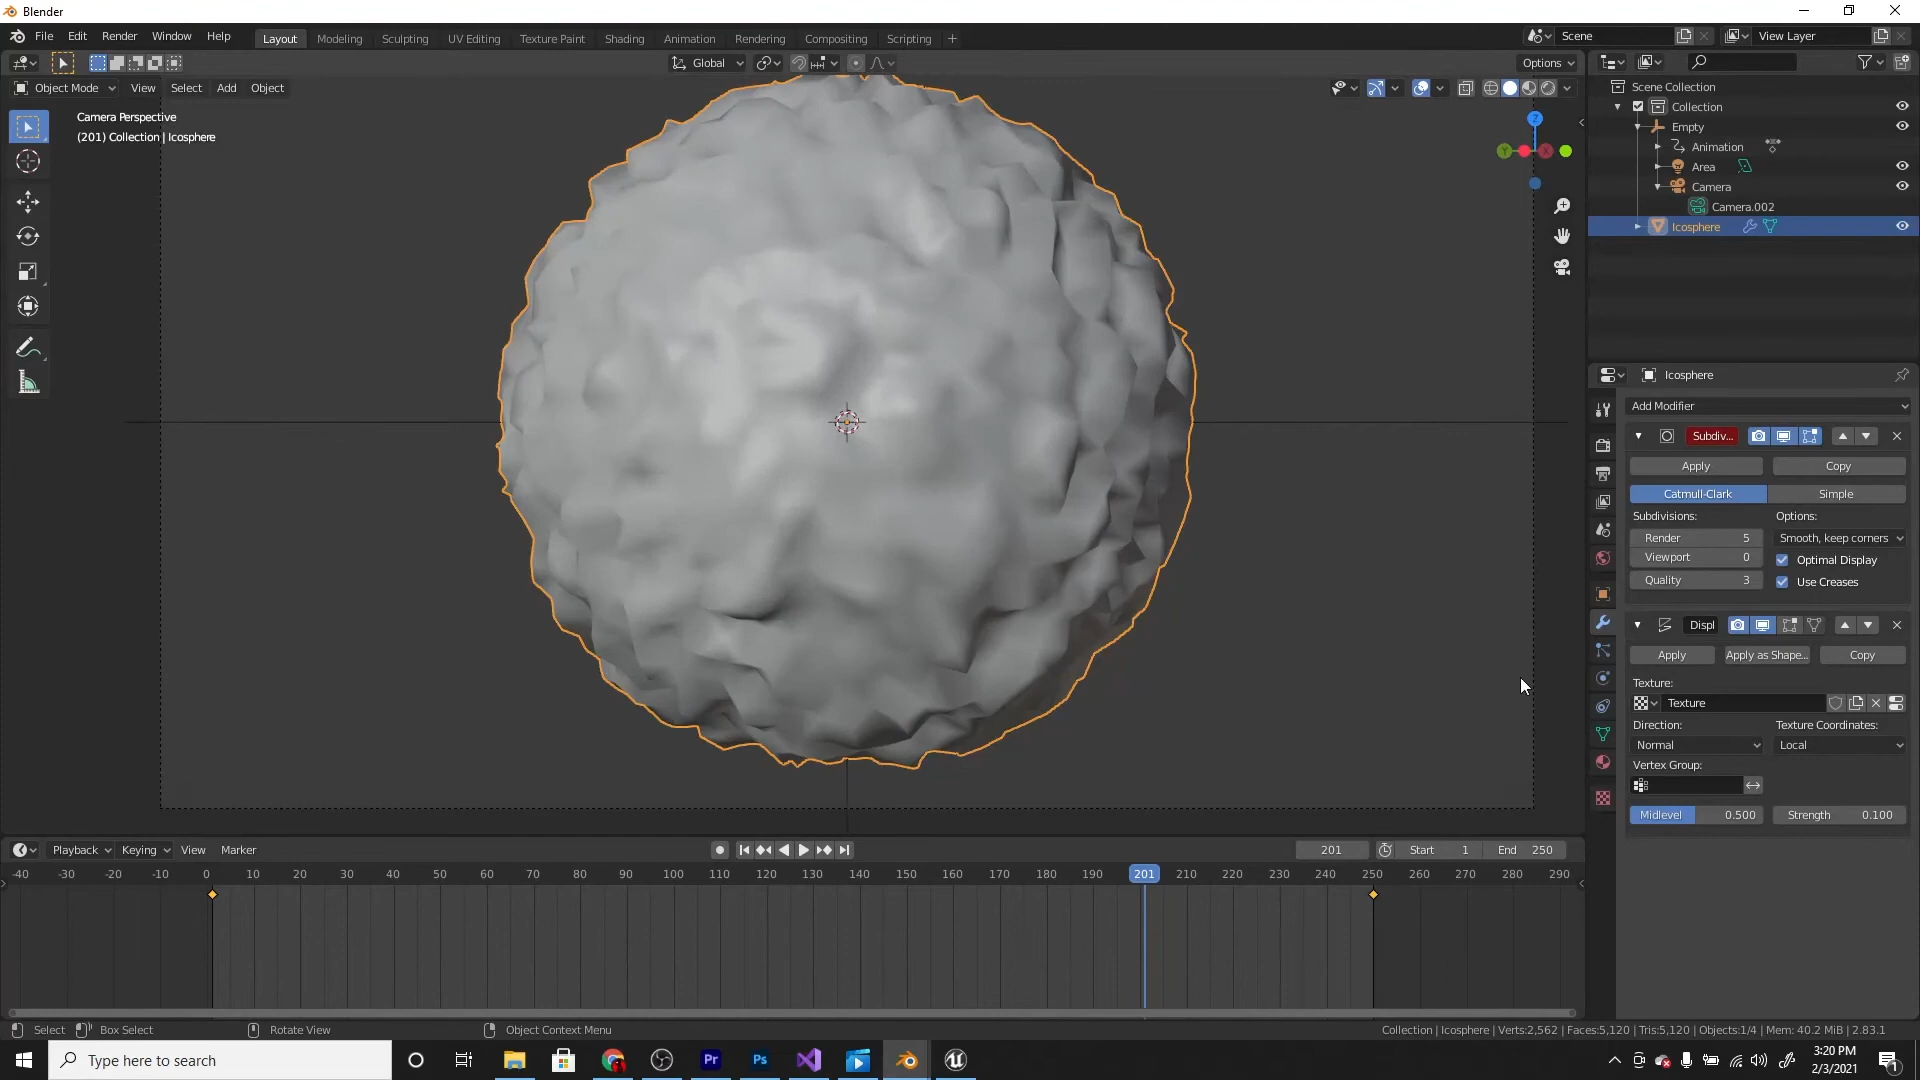 Blender
File Edit Render Window Help
Layout Modeling Sculpting UV Editing Texture Paint Shading Animation Rendering Compositing Scripting +
Scene View Layer
Global Options
Object Mode View Select Add Object
Camera Perspective
(201) Collection | Icosphere
Z
Y X
Scene Collection
Collection
Empty
Animation
Area
Camera
Camera.002
Icosphere
Icosphere
Add Modifier
Subdiv...
Apply Copy
Catmull-Clark Simple
Subdivisions: Options:
Render 5 Smooth, keep corners
Viewport 0 Optimal Display
Quality 3 Use Creases
Displ
Apply Apply as Shape... Copy
Texture:
Texture
Direction: Texture Coordinates:
Normal Local
Vertex Group:
Midlevel 0.500 Strength 0.100
Playback Keying View Marker 201 Start 1 End 250
-40 -30 -20 -10 0 10 20 30 40 50 60 70 80 90 100 110 120 130 140 150 160 170 180 190 201 210 220 230 240 250 260 270 280 290
Select Box Select Rotate View Object Context Menu
Collection | Icosphere | Verts:2,562 | Faces:5,120 | Tris:5,120 | Objects:1/4 | Mem: 40.2 MiB | 2.83.1
Type here to search
Pr Ps
3:20 PM
2/3/2021
1